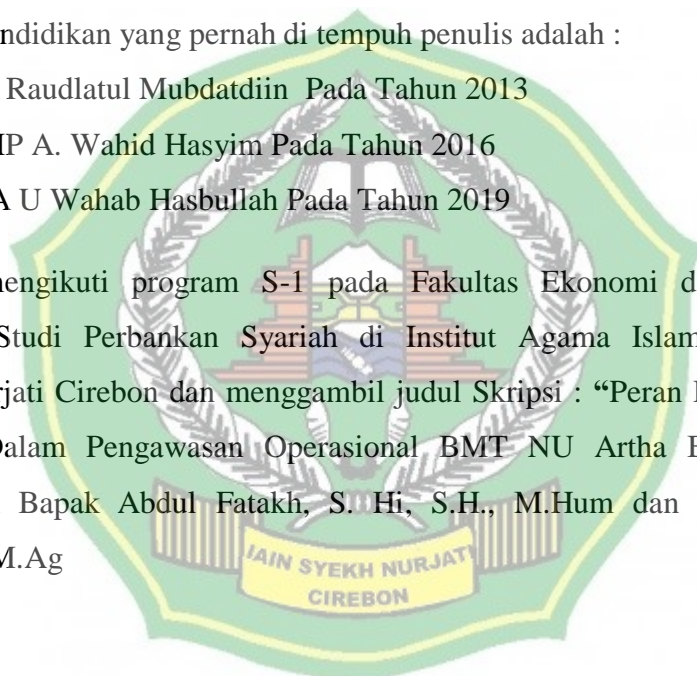 ndidikan yang pernah di tempuh penulis adalah :
Raudlatul Mubdatdiin Pada Tahun 2013
IP A. Wahid Hasyim Pada Tahun 2016
A U Wahab Hasbullah Pada Tahun 2019
mengikuti program S-1 pada Fakultas Ekonomi d
Studi Perbankan Syariah di Institut Agama Islam
rjati Cirebon dan menggambil judul Skripsi : “Peran
Dalam Pengawasan Operasional BMT NU Artha B
Bapak Abdul Fatakh, S. Hi, S.H., M.Hum dan
M.Ag
IAIN SYEKH NURJATI
CIREBON